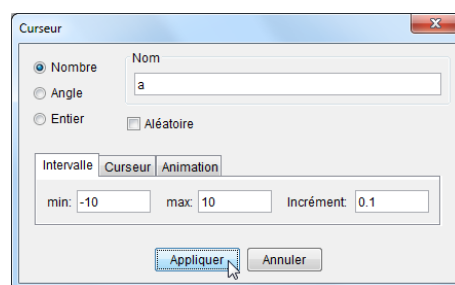 Curseur
Nombre
Nom
a
Angle
Entier
Aléatoire
Intervalle Curseur Animation
min: -10 max: 10 Incrément: 0.1
Appliquer Annuler